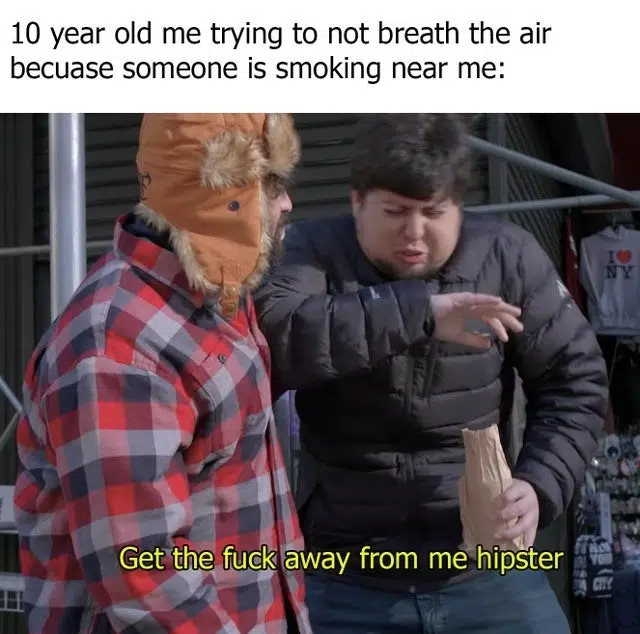 10 year old me trying to not breath the air
becuase someone is smoking near me:
I ❤
NY
Get the fuck away from me hipster
CITY